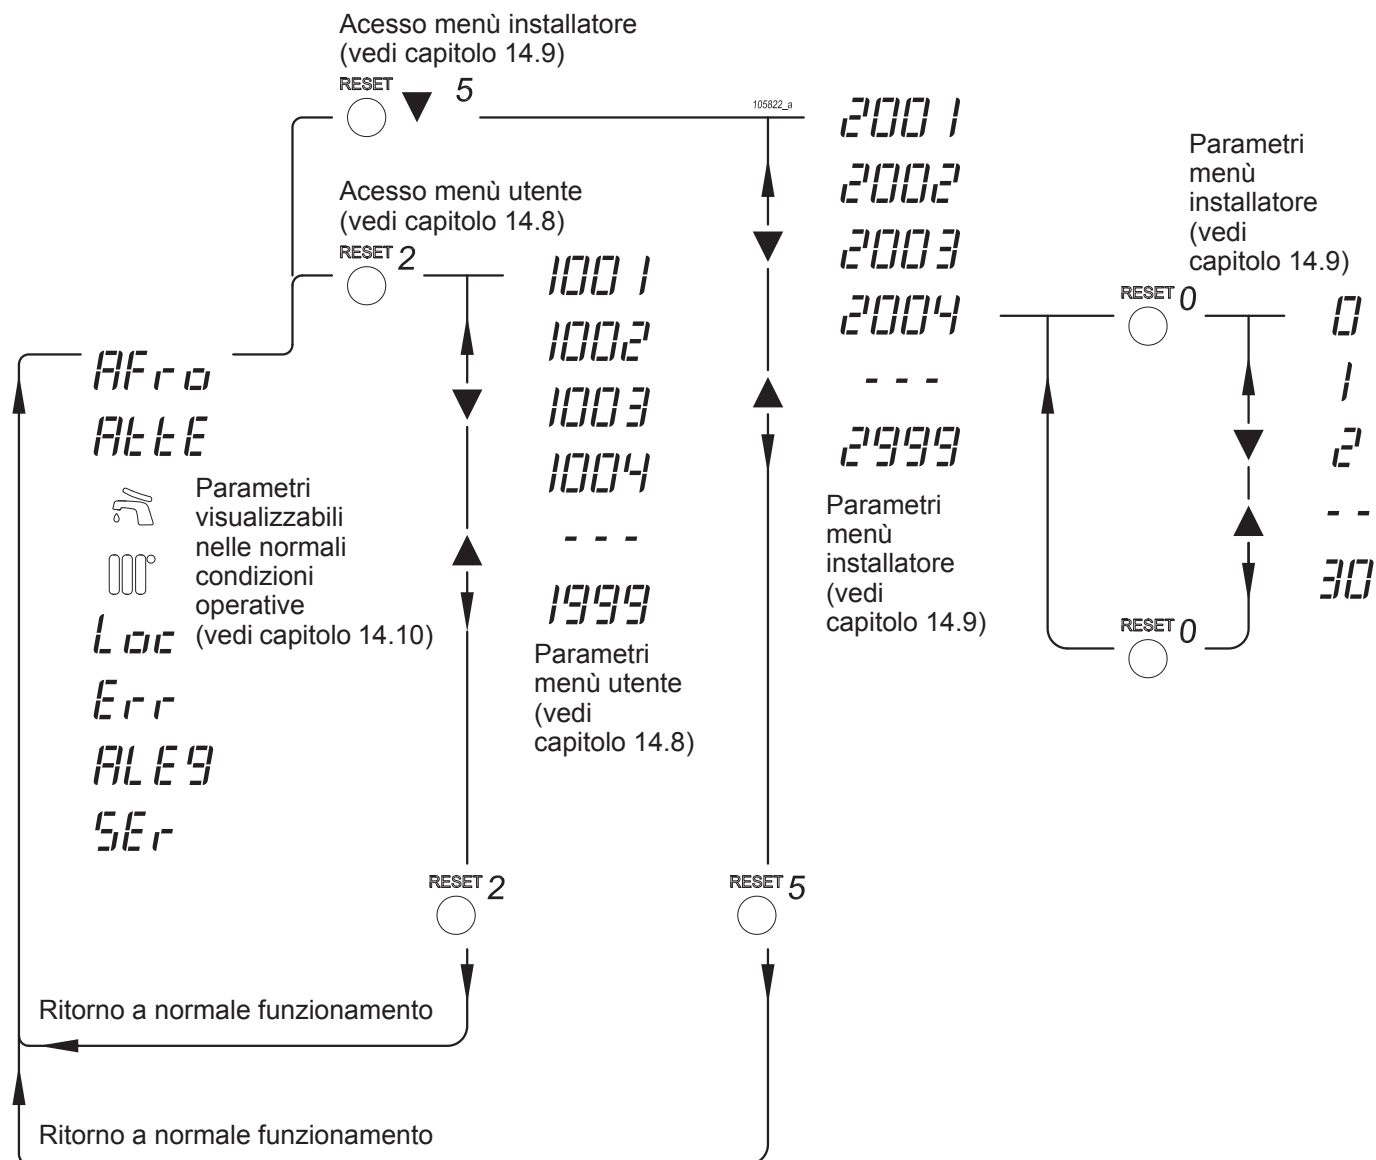 Acesso menù installatore
(vedi capitolo 14.9)
RESET 5
105822_a
Acesso menù utente
(vedi capitolo 14.8)
RESET 2
2001
2002
2003
2004
- - -
2999
Parametri
menù
installatore
(vedi
capitolo 14.9)
1001
1002
1003
1004
- - -
1999
Parametri
menù utente
(vedi
capitolo 14.8)
Parametri
menù
installatore
(vedi
capitolo 14.9)
RESET 0
0
1
2
- -
30
RESET 0
AFro
AttE
Parametri
visualizzabili
nelle normali
condizioni
operative
(vedi capitolo 14.10)
Loc
Err
ALE9
SEr
RESET 2
RESET 5
Ritorno a normale funzionamento
Ritorno a normale funzionamento